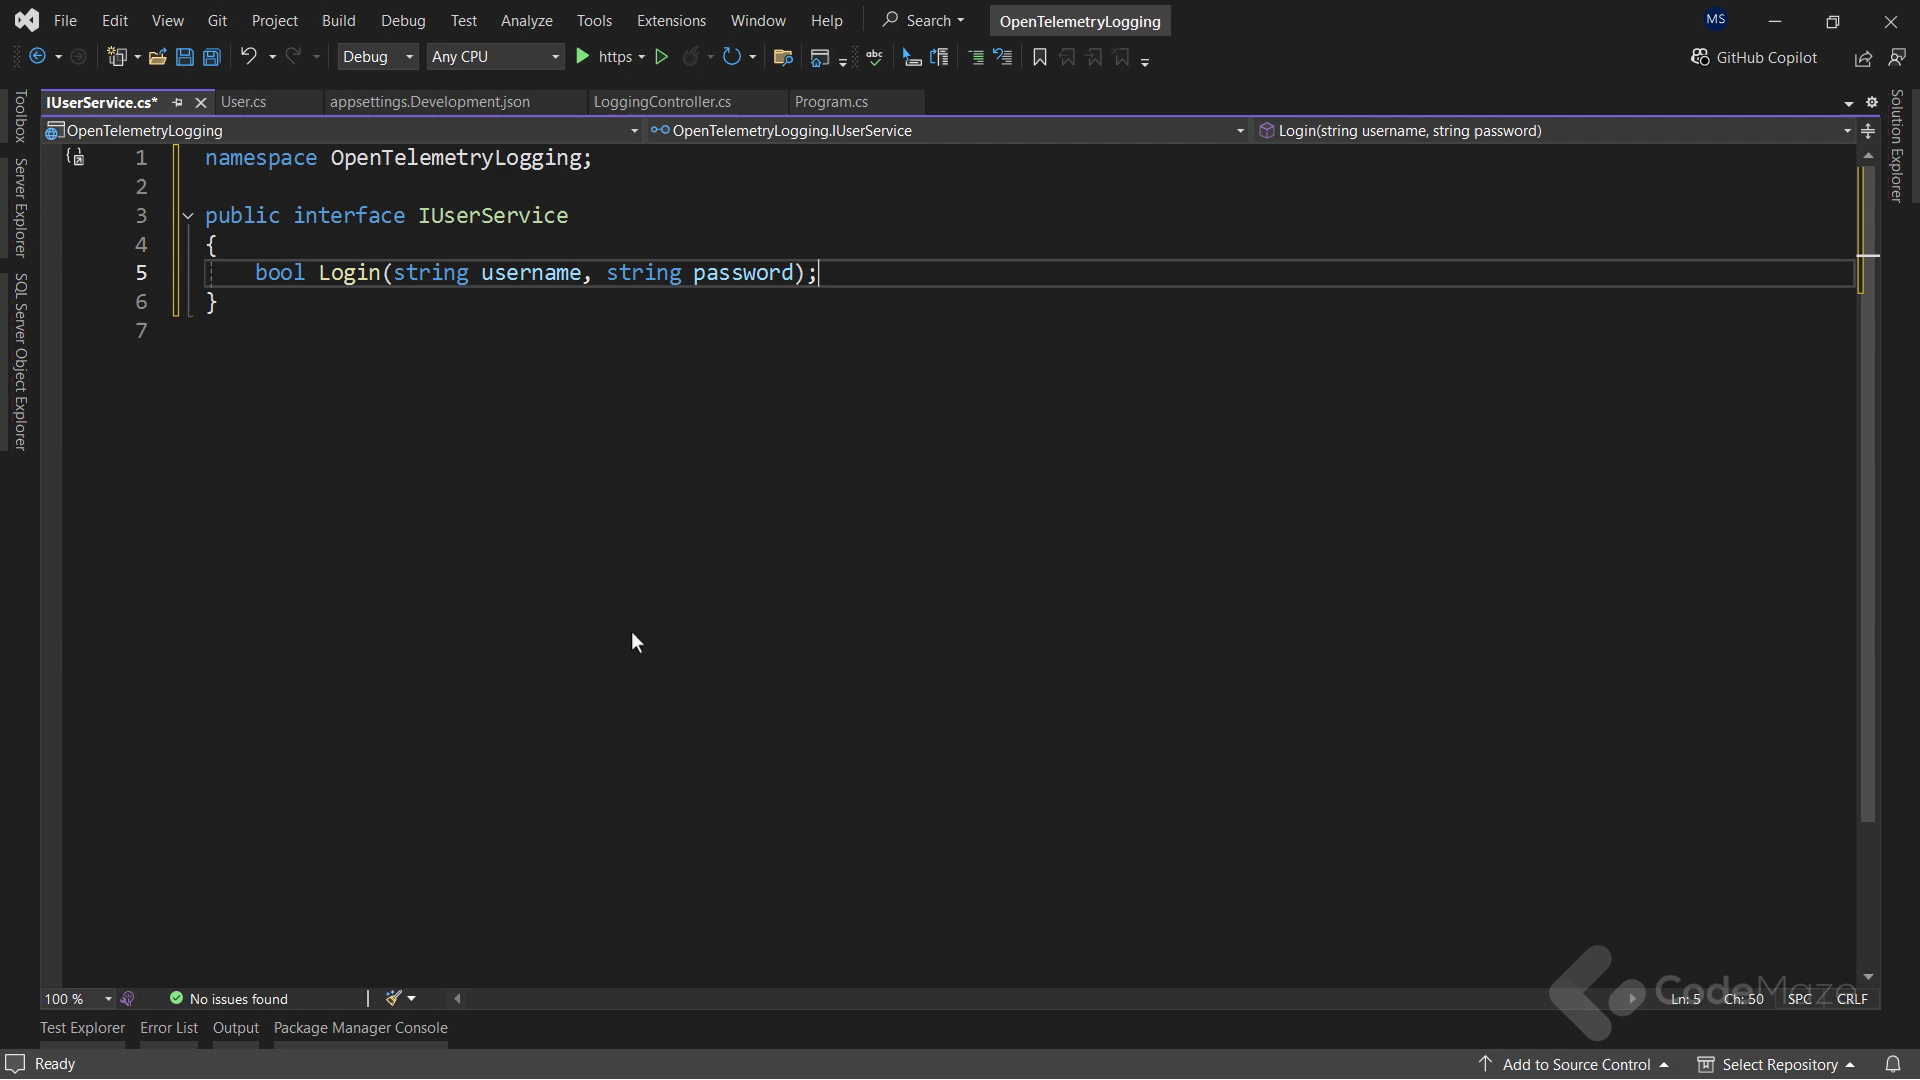 File Edit View Git Project Build Debug Test Analyze Tools Extensions Window Help Search OpenTelemetryLogging MS
Debug Any CPU https abc GitHub Copilot
IUserService.cs* User.cs appsettings.Development.json LoggingController.cs Program.cs
OpenTelemetryLogging OpenTelemetryLogging.IUserService Login(string username, string password)
Toolbox
Server Explorer
SQL Server Object Explorer
1 namespace OpenTelemetryLogging;
2
3 public interface IUserService
4 {
5 bool Login(string username, string password);
6 }
7
Solution Explorer
CodeMaze
100 % No issues found Ln: 5 Ch: 50 SPC CRLF
Test Explorer Error List Output Package Manager Console
Ready Add to Source Control Select Repository